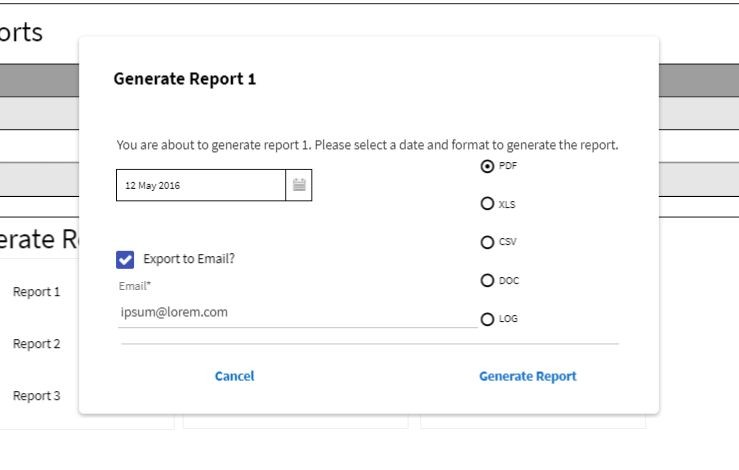 orts
Generate Report 1
You are about to generate report 1. Please select a date and format to generate the report.
PDF
12 May 2016
XLS
CSV
Export to Email?
Email*
DOC
ipsum@lorem.com
LOG
Cancel
Generate Report
erate R
Report 1
Report 2
Report 3